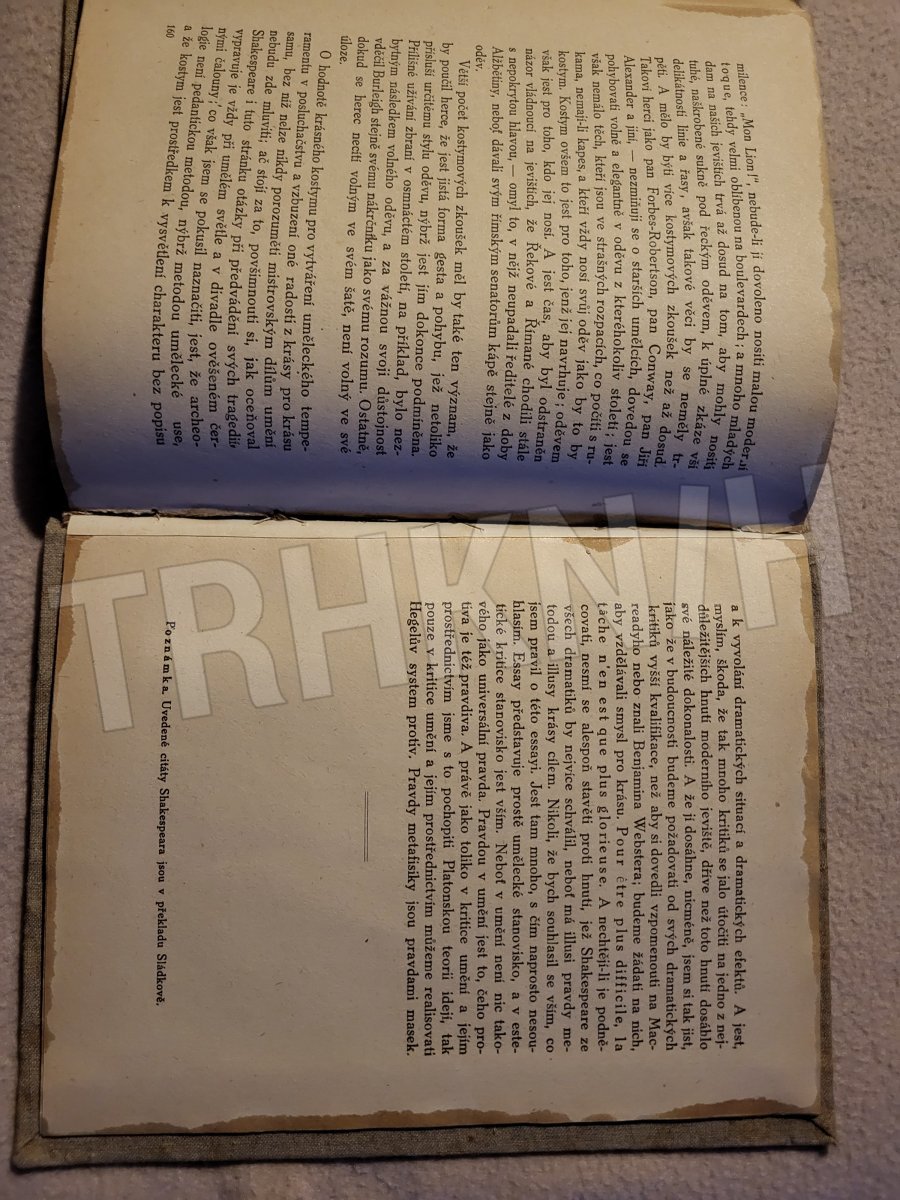 milence: „Mon Lion!", nebude-li jí dovoleno nositi malou moderní
toque, tehdy velmi oblíbenou na boulevardech; a mnoho mladých
dam na našich jevištích trvá až dosud na tom, aby mohly nositi
tuhé, naškrobené sukně pod řeckým oděvem, k úplné zkáze vší
delikátnosti linie a řasy, avšak takové věci by se neměly tr-
pěti. A mělo by býti více kostymových zkoušek než až dosud.
Takoví herci jako pan Forbes-Robertson, pan Conway, pan Jiří
Alexander a jiní, — nezmiňuji se o starších umělcích, dovedou se
pohybovati volně a elegantně v oděvu z kteréhokoliv století; jest
však nemálo těch, kteří jsou ve strašných rozpacích, co počíti s ru-
kama, nemají-li kapes, a kteří vždy nosí svůj oděv jako by to by
kostym. Kostym ovšem to jest pro toho, jenž jej navrhuje; oděvem
však jest pro toho, kdo jej nosí. A jest čas, aby byl odstraněn
názor vládnoucí na jevištích, že Řekové a Římané chodili stále
s nepokrytou hlavou, — omyl to, v nějž neupadali ředitelé z doby
Alžbětiny, neboť dávali svým římským senatorům kápě stejně jako
oděv.
Větší počet kostymových zkoušek měl by také ten význam, že
by poučil herce, že jest jistá forma gesta a pohybu, jež netoliko
přísluší určitému stylu oděvu, nýbrž jest jím dokonce podmíněna.
Přílišné užívání zbraní v osmnáctém století, na příklad, bylo nez-
bytným následkem volného oděvu, a za vážnou svoji důstojnost
vděčil Burleigh stejně svému nákrčníku jako svému rozumu. Ostatně,
dokud se herec necítí volným ve svém šatě, není volný ve své
úloze.
O hodnotě krásného kostymu pro vytváření uměleckého tempe-
ramentu v posluchačstvu a vzbuzení oné radosti z krásy pro krásu
samu, bez níž nelze nikdy porozuměti mistrovským dílům umění
nebudu zde mluviti; ač stojí za to, povšimnouti si, jak oceňoval
Shakespeare i tuto stránku otázky při předvádění svých tragedií
vypravuje je vždy při umělém světle a v divadle ověšeném čer-
nými čalouny; co však jsem se pokusil naznačiti, jest, že archeo-
logie není pedantickou metodou, nýbrž metodou umělecké use,
a že kostym jest prostředkem k vysvětlení charakteru bez popisu
160
a k vyvolání dramatických situací a dramatických efektů. A jest,
myslím, škoda, že tak mnoho kritiků se jalo útočiti na jedno z nej-
důležitějších hnutí moderního jeviště, dříve než toto hnutí dosáhlo
své náležité dokonalosti. A že jí dosáhne, nicméně, jsem si tak jist,
jako že v budoucnosti budeme požadovati od svých dramatických
kritiků vyšší kvalifikace, než aby si dovedli vzpomenouti na Mac-
readyho nebo znali Benjamina Webstera; budeme žádati na nich,
aby vzdělávali smysl pro krásu. Pour être plus difficile, la
tâche n'en est que plus glorieuse. A nechtějí-li je podně-
covati, nesmí se alespoň stavěti proti hnutí, jež Shakespeare ze
všech dramatiků by nejvíce schválil, neboť má illusi pravdy me-
todou a illusy krásy cílem. Nikoli, že bych souhlasil se vším, co
jsem pravil o této essayi. Jest tam mnoho, s čím naprosto nesou-
hlasím. Essay představuje prostě umělecké stanovisko, a v este-
tické kritice stanovisko jest vším. Neboť v umění není nic tako-
vého jako universální pravda. Pravdou v umění jest to, čeho pro-
tiva je též pravdiva. A právě jako toliko v kritice umění a jejím
prostřednictvím jsme s to pochopiti Platonskou teorii idejí, tak
pouze v kritice umění a jejím prostřednictvím můžeme realisovati
Hegelův system protiv. Pravdy metafisiky jsou pravdami masek.
Poznámka. Uvedené citáty Shakespeara jsou v překladu Sládkově.
TRHKNIH